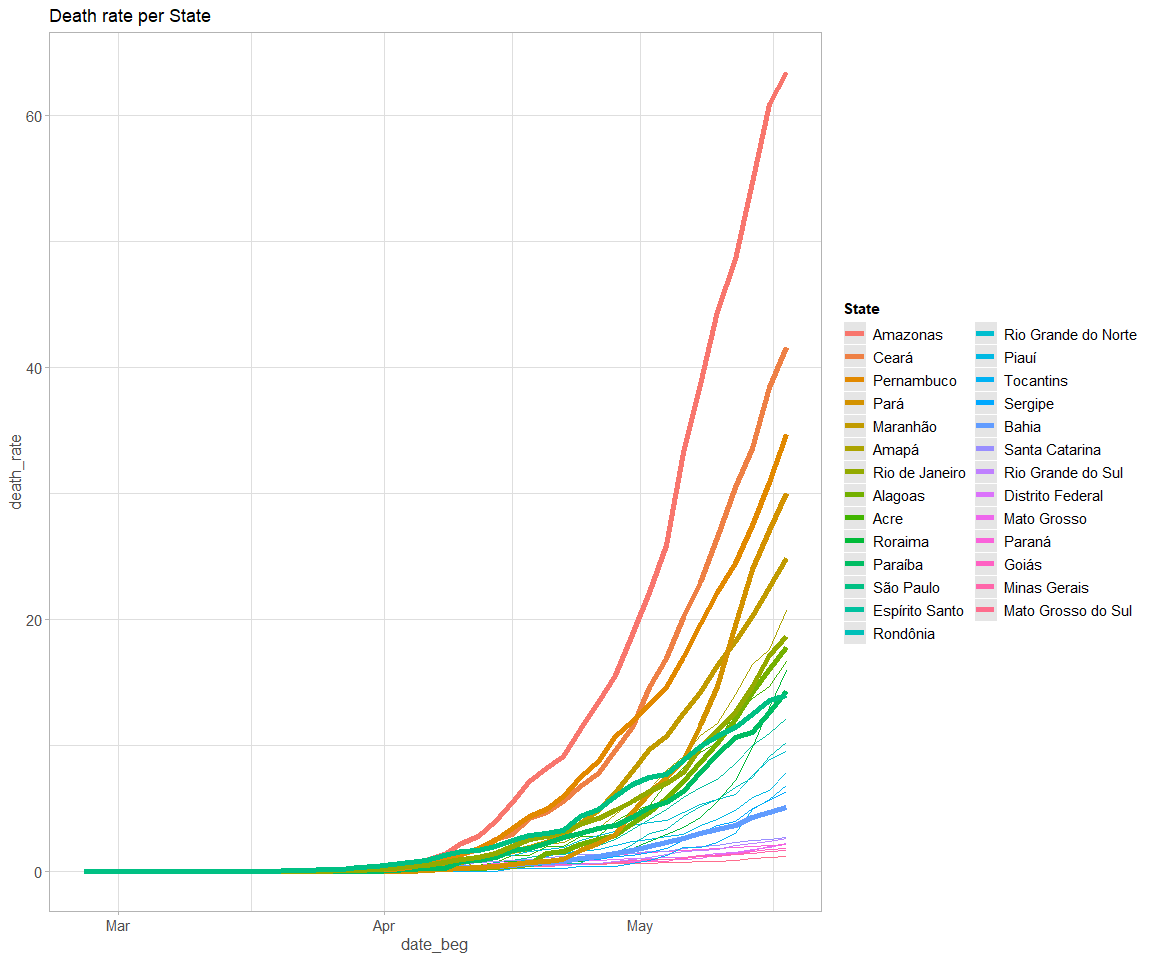 Death rate per State
60
40
20
0
death_rate
Mar
Apr
May
date_beg
State
Amazonas
Ceará
Pernambuco
Pará
Maranhão
Amapá
Rio de Janeiro
Alagoas
Acre
Roraima
Paraíba
São Paulo
Espírito Santo
Rondônia
Rio Grande do Norte
Piauí
Tocantins
Sergipe
Bahia
Santa Catarina
Rio Grande do Sul
Distrito Federal
Mato Grosso
Paraná
Goiás
Minas Gerais
Mato Grosso do Sul